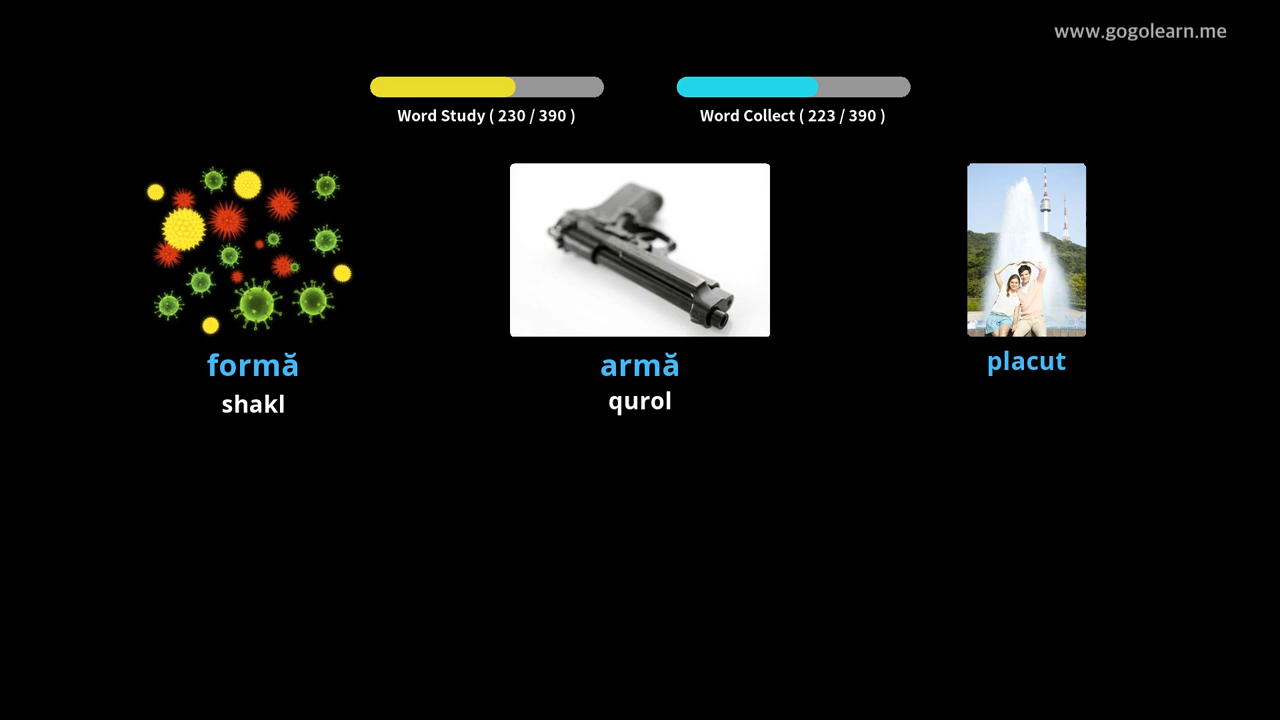 www.gogolearn.me
Word Study ( 230 / 390 )
Word Collect ( 223 / 390 )
formă
shakl
armă
qurol
placut